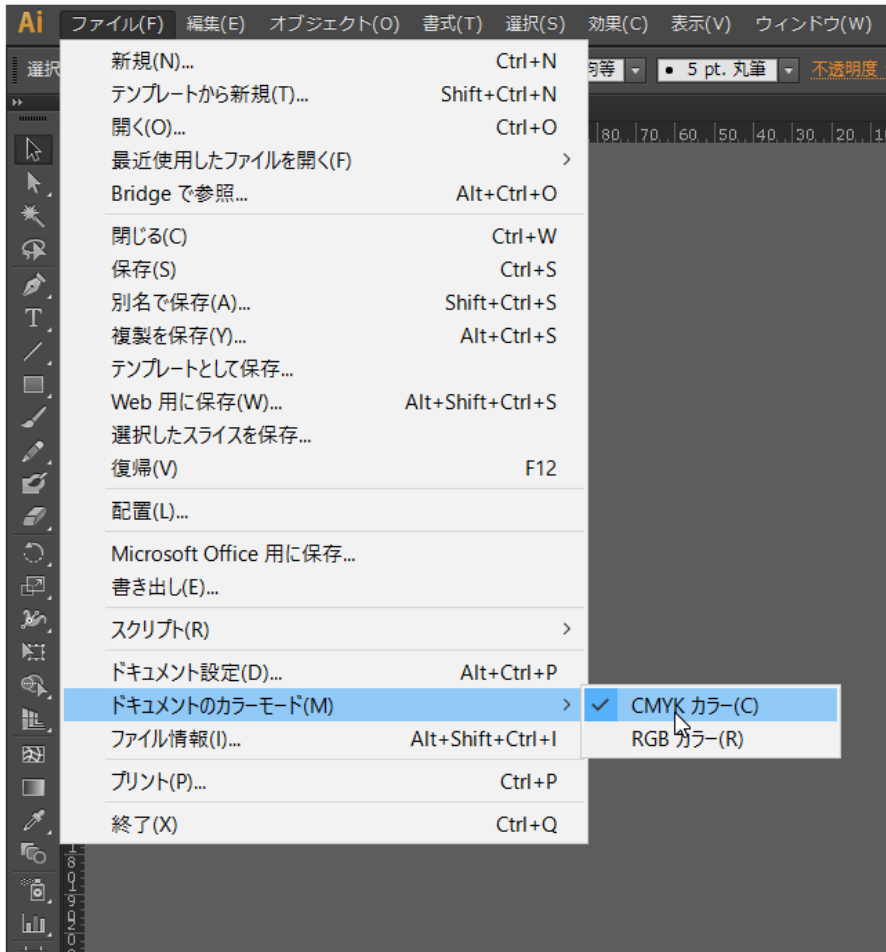 Ai ファイル(F) 編集(E) オブジェクト(O) 書式(T) 選択(S) 効果(C) 表示(V) ウィンドウ(W)
選択 均等 5 pt. 丸筆 不透明度
80 70 60 50 40 30 20
新規(N)... Ctrl+N
テンプレートから新規(T)... Shift+Ctrl+N
開く(O)... Ctrl+O
最近使用したファイルを開く(F)
Bridge で参照... Alt+Ctrl+O
閉じる(C) Ctrl+W
保存(S) Ctrl+S
別名で保存(A)... Shift+Ctrl+S
複製を保存(Y)... Alt+Ctrl+S
テンプレートとして保存...
Web 用に保存(W)... Alt+Shift+Ctrl+S
選択したスライスを保存...
復帰(V) F12
配置(L)...
Microsoft Office 用に保存...
書き出し(E)...
スクリプト(R)
ドキュメント設定(D)... Alt+Ctrl+P
ドキュメントのカラーモード(M) CMYK カラー(C)
ファイル情報(I)... Alt+Shift+Ctrl+I RGB カラー(R)
プリント(P)... Ctrl+P
終了(X) Ctrl+Q